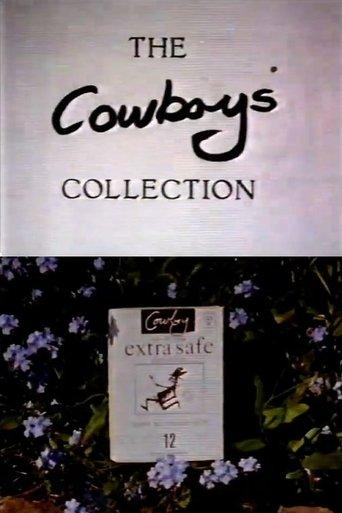 THE
Cowboys
COLLECTION
Cowboy
extra safe
12